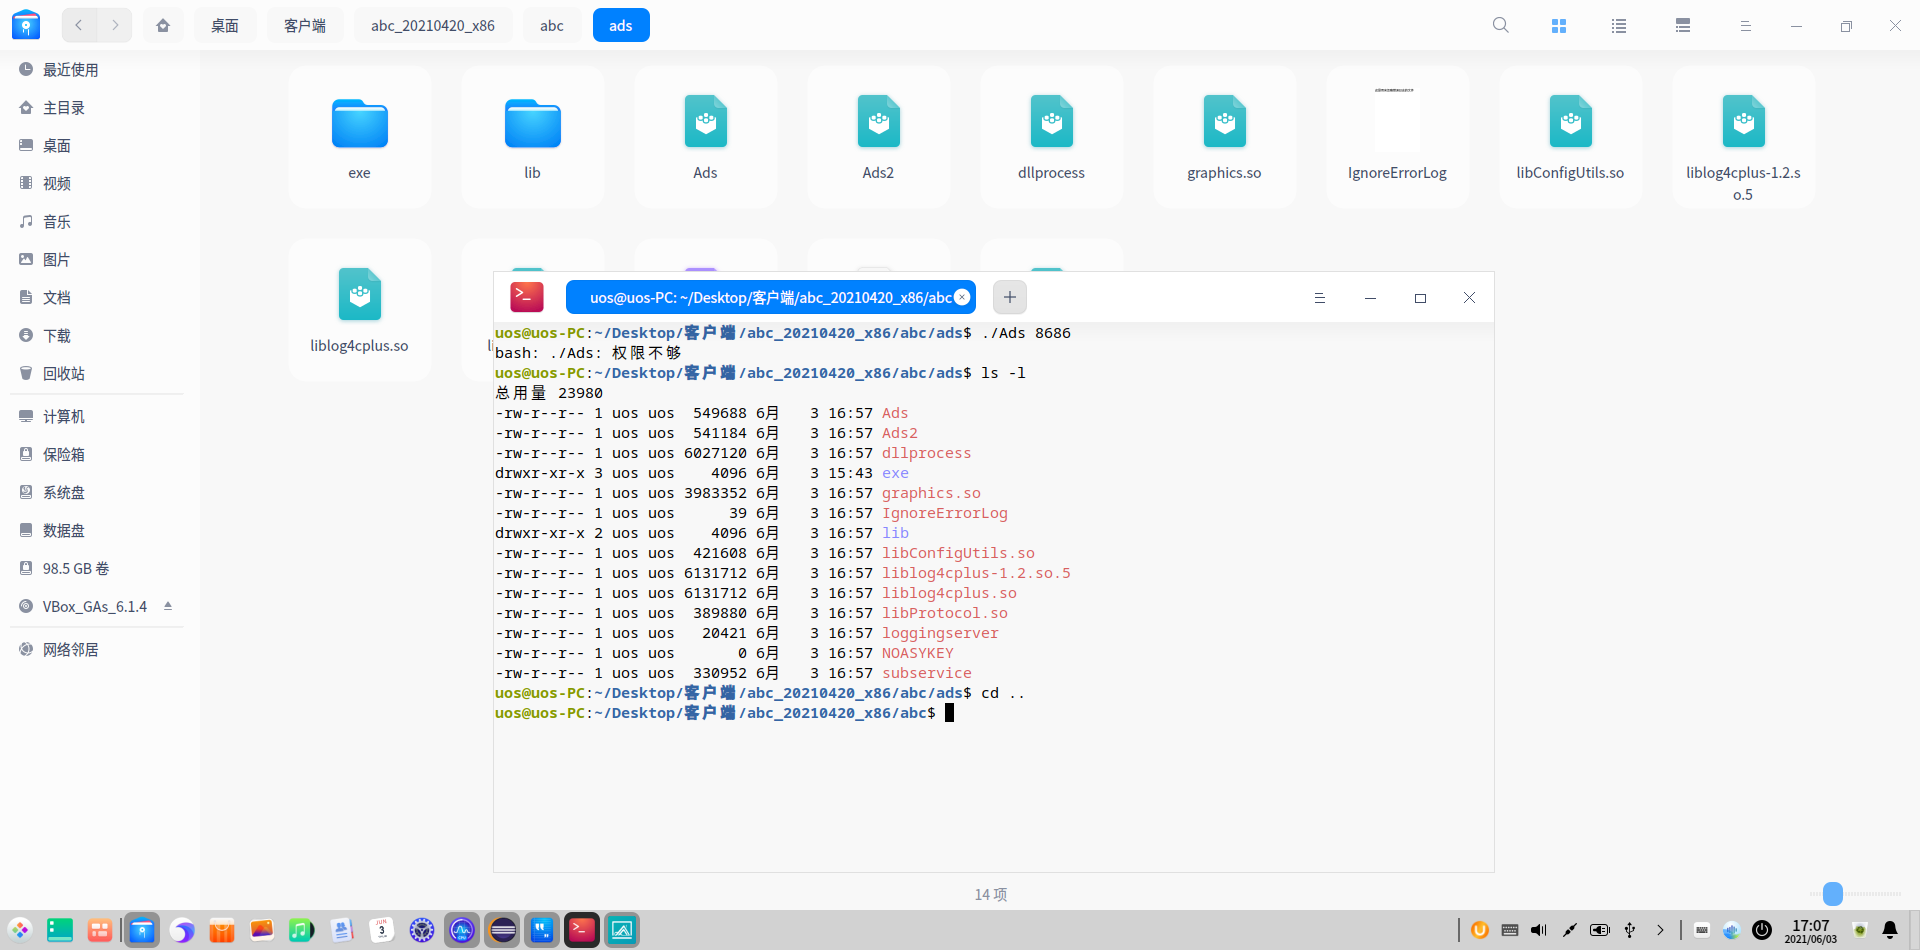 桌面 客户端 abc_20210420_x86 abc ads
最近使用
主目录
桌面
视频
音乐
图片
文档
下载
回收站
计算机
保险箱
系统盘
数据盘
98.5 GB 卷
VBox_GAs_6.1.4
网络邻居
exe lib Ads Ads2 dllprocess graphics.so IgnoreErrorLog libConfigUtils.so liblog4cplus-1.2.s
o.5
liblog4cplus.so
uos@uos-PC: ~/Desktop/客户端/abc_20210420_x86/abc
uos@uos-PC:~/Desktop/客户端/abc_20210420_x86/abc/ads$ ./Ads 8686
bash: ./Ads: 权限不够
uos@uos-PC:~/Desktop/客户端/abc_20210420_x86/abc/ads$ ls -l
总用量 23980
-rw-r--r-- 1 uos uos  549688 6月   3 16:57 Ads
-rw-r--r-- 1 uos uos  541184 6月   3 16:57 Ads2
-rw-r--r-- 1 uos uos 6027120 6月   3 16:57 dllprocess
drwxr-xr-x 3 uos uos    4096 6月   3 15:43 exe
-rw-r--r-- 1 uos uos 3983352 6月   3 16:57 graphics.so
-rw-r--r-- 1 uos uos      39 6月   3 16:57 IgnoreErrorLog
drwxr-xr-x 2 uos uos    4096 6月   3 16:57 lib
-rw-r--r-- 1 uos uos  421608 6月   3 16:57 libConfigUtils.so
-rw-r--r-- 1 uos uos 6131712 6月   3 16:57 liblog4cplus-1.2.so.5
-rw-r--r-- 1 uos uos 6131712 6月   3 16:57 liblog4cplus.so
-rw-r--r-- 1 uos uos  389880 6月   3 16:57 libProtocol.so
-rw-r--r-- 1 uos uos   20421 6月   3 16:57 loggingserver
-rw-r--r-- 1 uos uos       0 6月   3 16:57 NOASYKEY
-rw-r--r-- 1 uos uos  330952 6月   3 16:57 subservice
uos@uos-PC:~/Desktop/客户端/abc_20210420_x86/abc/ads$ cd ..
uos@uos-PC:~/Desktop/客户端/abc_20210420_x86/abc$
14 项
JUN
3
17:07
2021/06/03